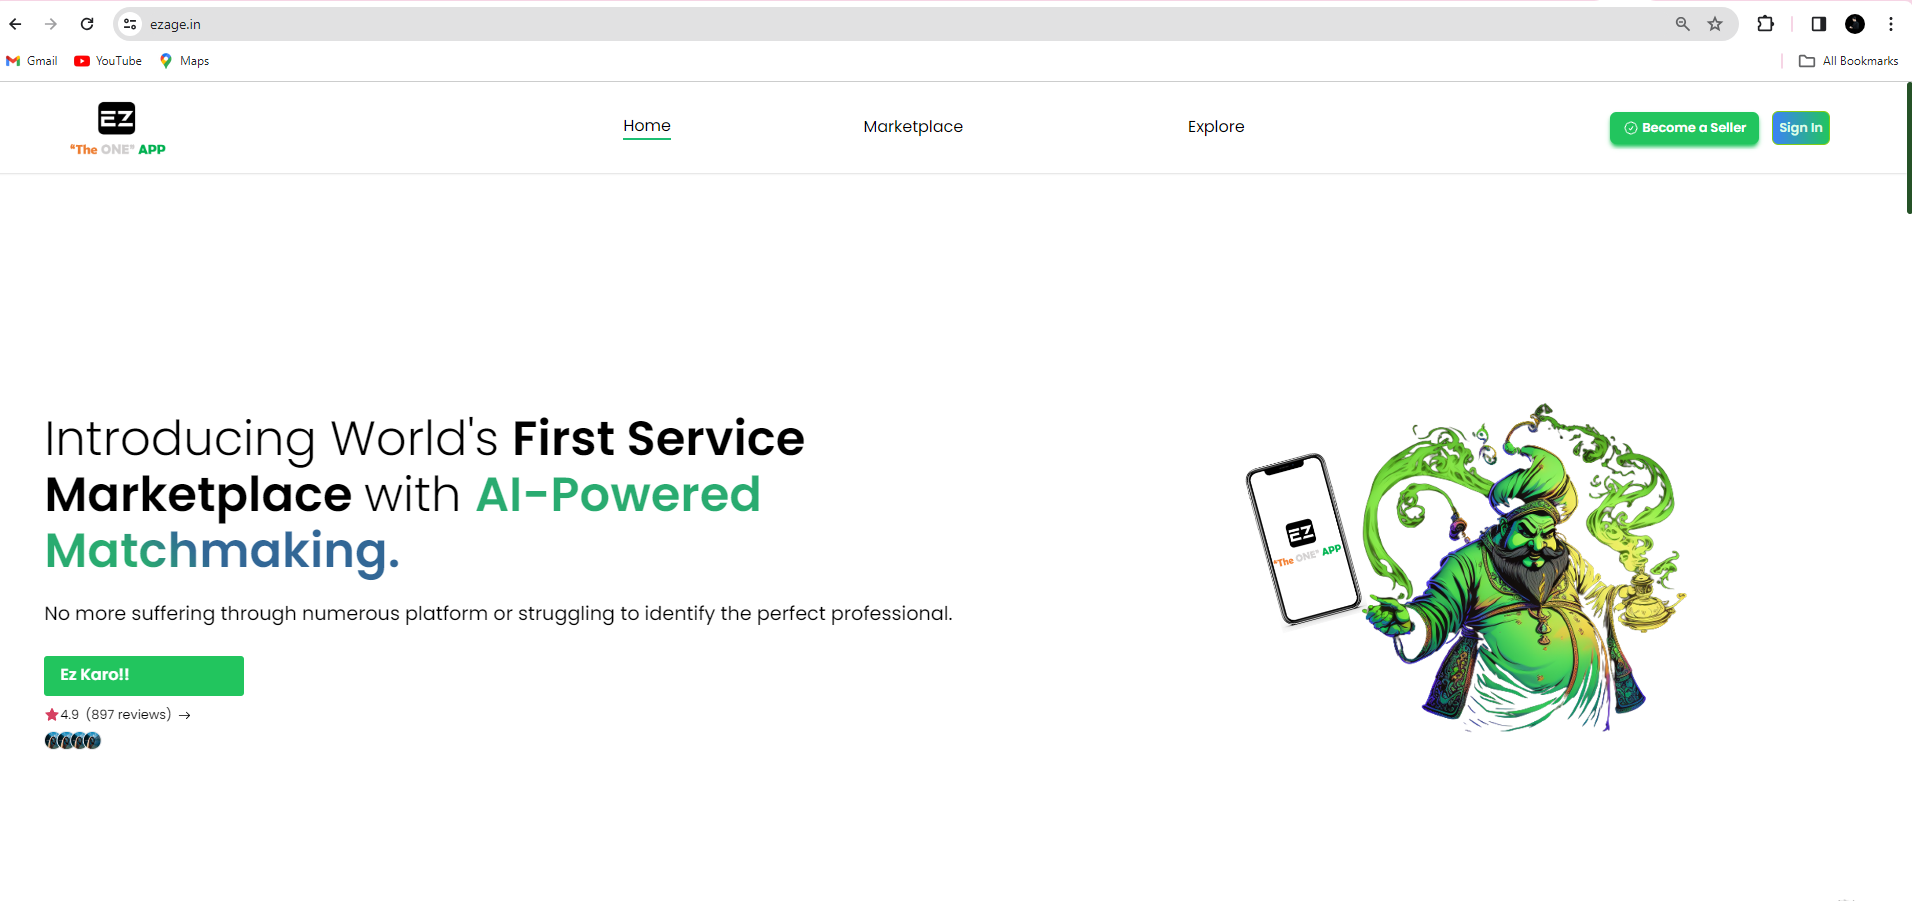 ezage.in
Gmail YouTube Maps All Bookmarks
EZ
"The ONE" APP
Home Marketplace Explore
Become a Seller Sign In
Introducing World's First Service
Marketplace with AI-Powered
Matchmaking.
No more suffering through numerous platform or struggling to identify the perfect professional.
Ez Karo!!
4.9 (897 reviews) →
EZ
"The ONE" APP